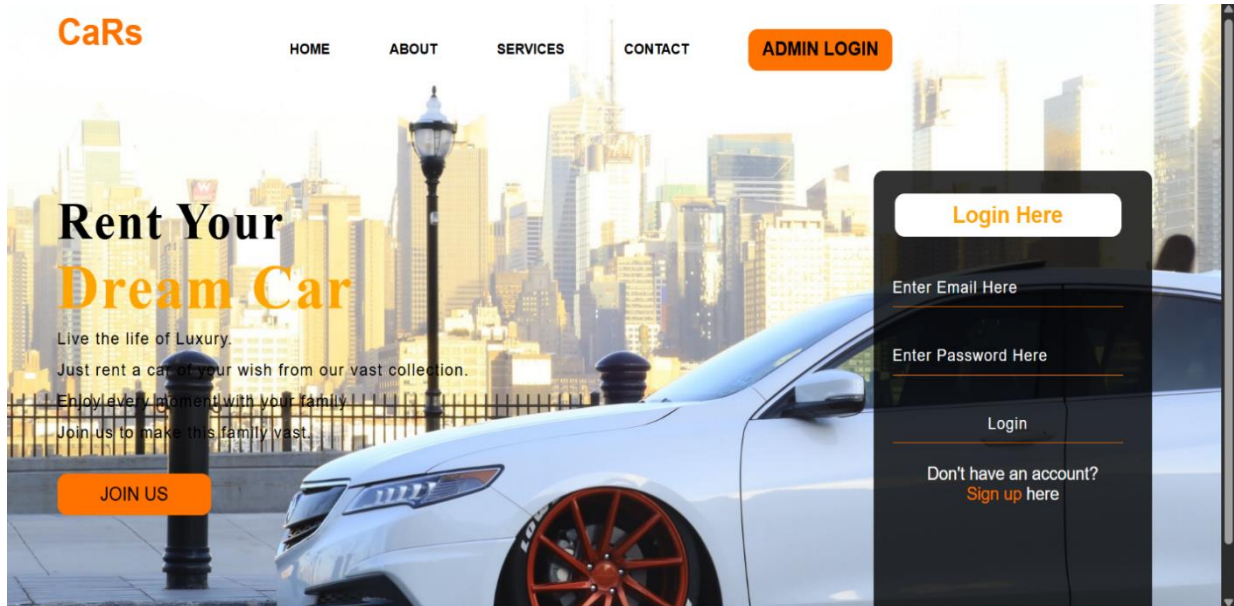 CaRs
HOME ABOUT SERVICES CONTACT ADMIN LOGIN
Rent Your
Dream Car
Live the life of Luxury.
Just rent a car of your wish from our vast collection.
Enjoy every moment with your family
Join us to make this family vast.
JOIN US
Login Here
Enter Email Here
Enter Password Here
Login
Don't have an account?
Sign up here